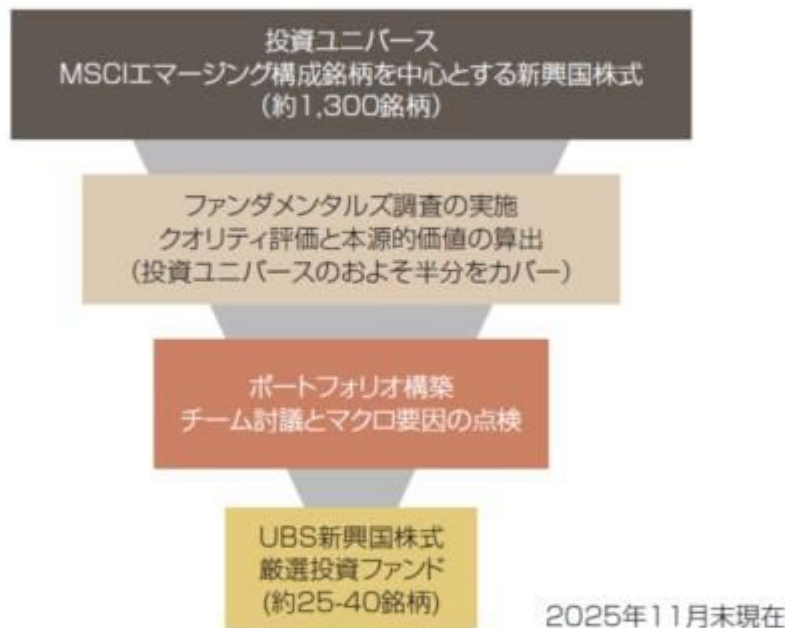 投資ユニバース
MSCIエマージング構成銘柄を中心とする新興国株式
(約1,300銘柄)
ファンダメンタルズ調査の実施
クオリティ評価と本源的価値の算出
(投資ユニバースのおよそ半分をカバー)
ポートフォリオ構築
チーム討議とマクロ要因の点検
UBS新興国株式
厳選投資ファンド
(約25-40銘柄)
2025年11月末現在